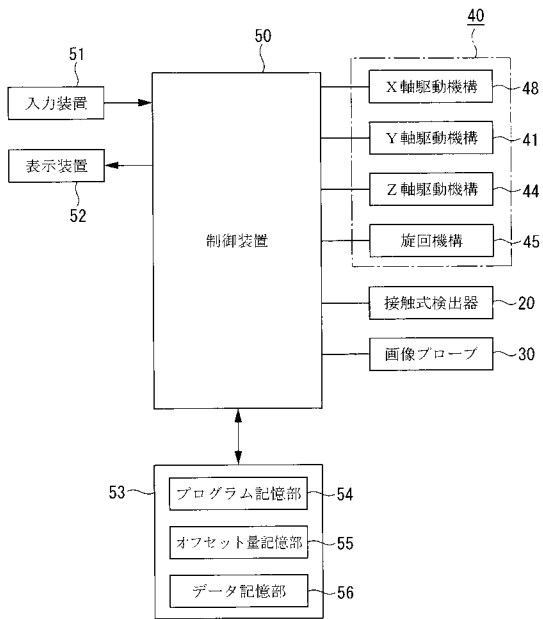 50
40
51
入力装置
X軸駆動機構
48
Y軸駆動機構
41
表示装置
52
Z軸駆動機構
44
制御装置
旋回機構
45
接触式検出器
20
画像プローブ
30
53
プログラム記憶部
54
オフセット量記憶部
55
データ記憶部
56